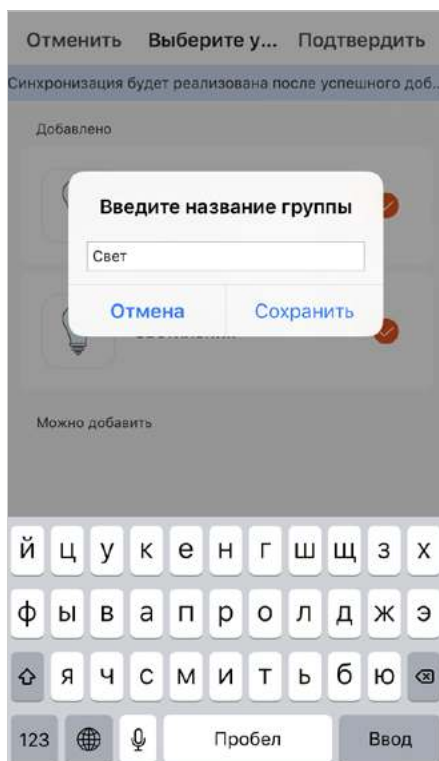 Отменить Выберите у... Подтвердить
Синхронизация будет реализована после успешного доб..
Добавлено
Введите название группы
Свет
Отмена Сохранить
Можно добавить
й ц у к е н г ш щ з х
ф ы в а п р о л д ж э
я ч с м и т ь б ю
123 Пробел Ввод